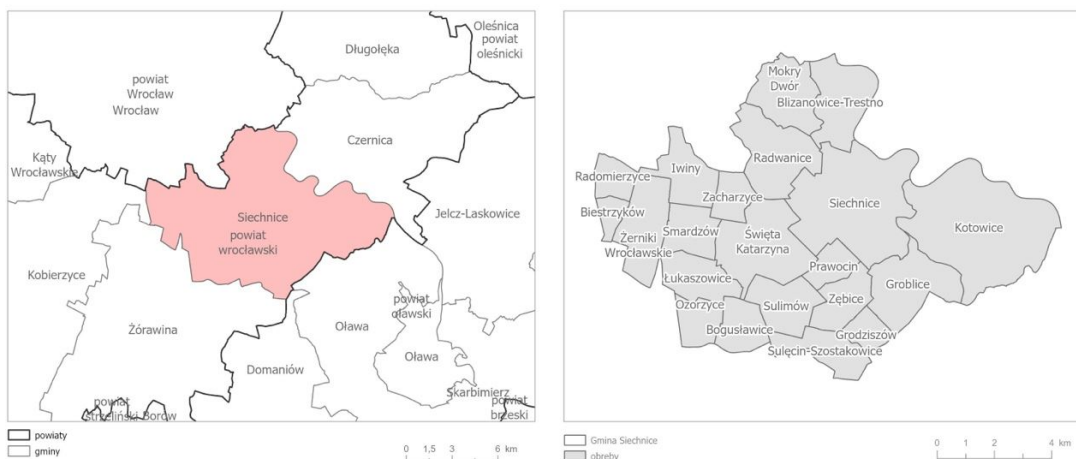 Oleśnica
powiat
oleśnicki
Długołęka
powiat
Wrocław
Wrocław
Czernica
Kąty
Wrocławskie
Siechnice
powiat
wrocławski
Jelcz-Laskowice
Kobierzyce
Żórawina
powiat
oławski
Oława
Oława
Domaniów
Skarbimierz
powiat
brzeski
powiat
strzeliński Borów
powiaty
gminy
0 1,5 3 6 km
Mokry
Dwór
Blizanowice-Trestno
Radwanice
Iwiny
Radomierzyce
Zacharzyce
Siechnice
Kotowice
Biestrzyków
Żerniki
Wrocławskie
Smardzów
Święta
Katarzyna
Prawocin
Łukaszowice
Groblice
Zębice
Ozorzyce
Sulimów
Bogusławice
Grodziszów
Sulęcin-Szostakowice
Gmina Siechnice
obręby
0 1 2 4 km